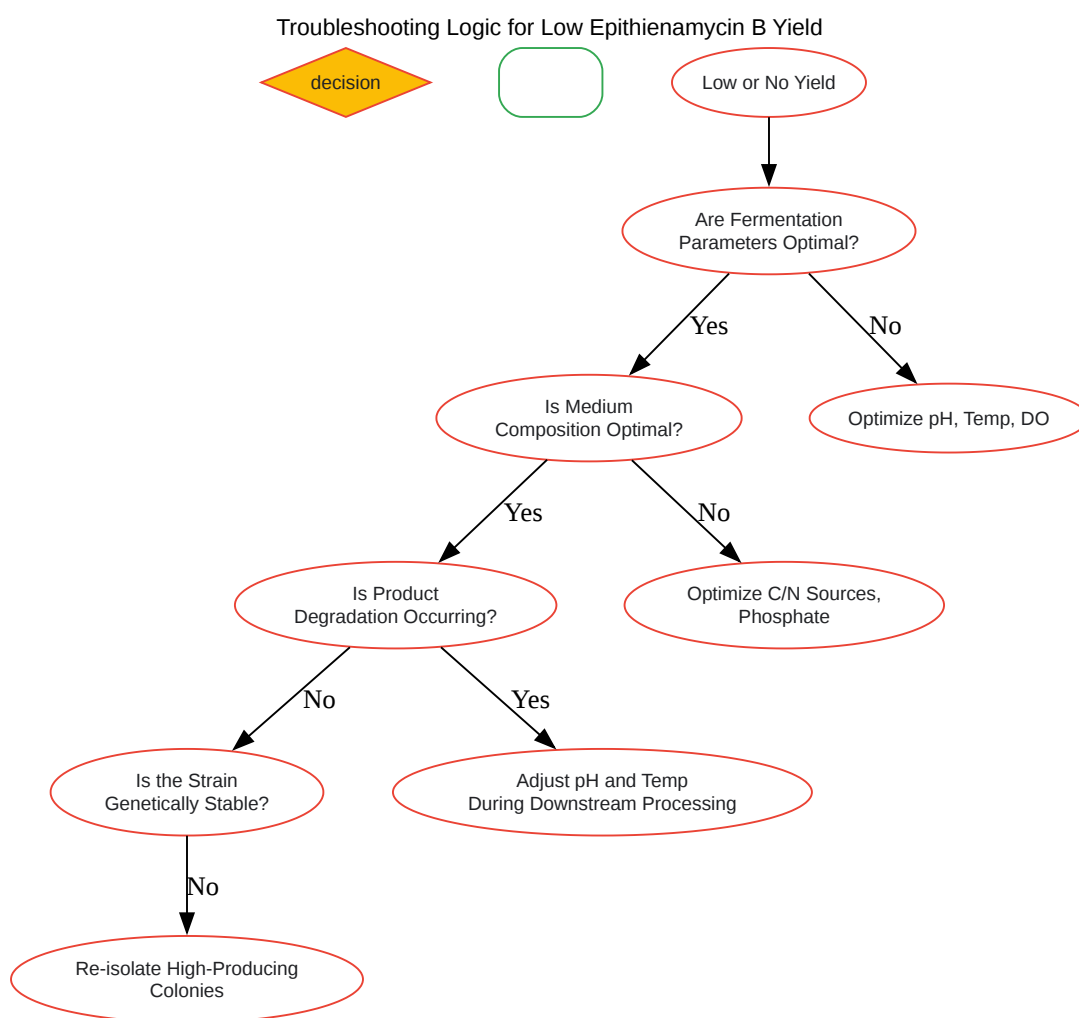 Troubleshooting Logic for Low Epithienamycin B Yield
decision
Low or No Yield
Are Fermentation
Parameters Optimal?
Yes
No
Is Medium
Composition Optimal?
Optimize pH, Temp, DO
Yes
No
Is Product
Degradation Occurring?
Optimize C/N Sources,
Phosphate
No
Yes
Is the Strain
Genetically Stable?
Adjust pH and Temp
During Downstream Processing
No
Re-isolate High-Producing
Colonies